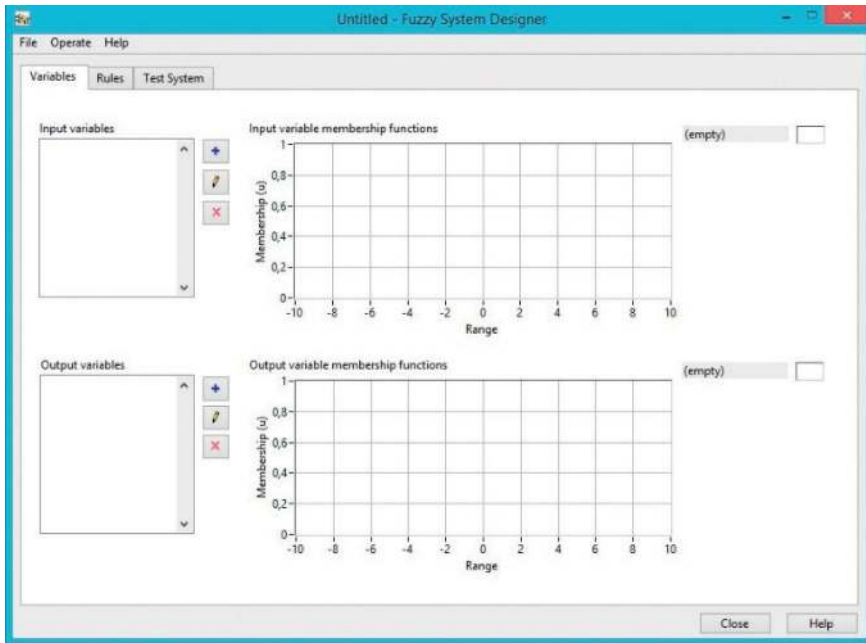 Untitled - Fuzzy System Designer
File Operate Help
Variables Rules Test System
Input variables
Input variable membership functions
(empty)
Membership (u)
1
0,8
0,6
0,4
0,2
0
-10 -8 -6 -4 -2 0 2 4 6 8 10
Range
Output variables
Output variable membership functions
(empty)
Membership (u)
1
0,8
0,6
0,4
0,2
0
-10 -8 -6 -4 -2 0 2 4 6 8 10
Range
Close Help